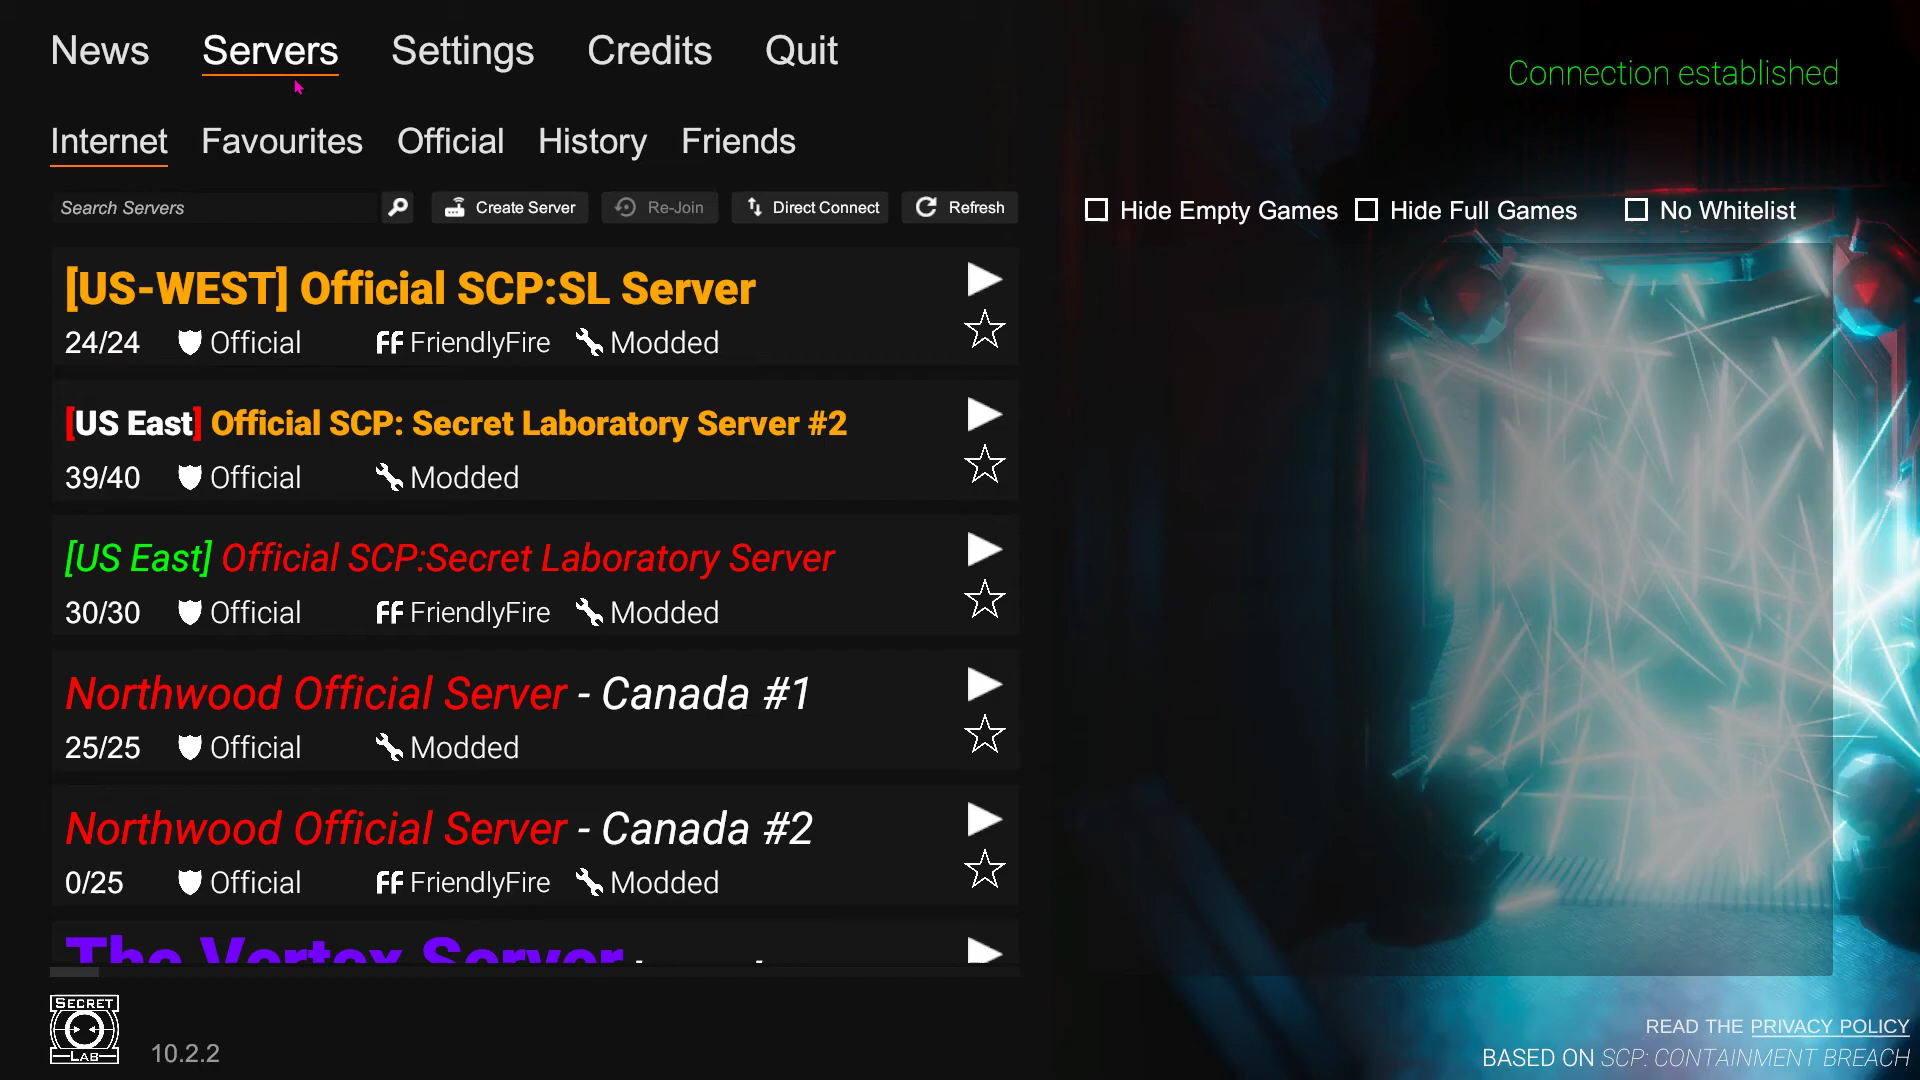 News Servers Settings Credits Quit
Connection established
Internet Favourites Official History Friends
Search Servers Create Server Re-Join Direct Connect Refresh Hide Empty Games Hide Full Games No Whitelist
[US-WEST] Official SCP:SL Server
24/24 Official FF FriendlyFire Modded
[US East] Official SCP: Secret Laboratory Server #2
39/40 Official Modded
[US East] Official SCP:Secret Laboratory Server
30/30 Official FF FriendlyFire Modded
Northwood Official Server - Canada #1
25/25 Official Modded
Northwood Official Server - Canada #2
0/25 Official FF FriendlyFire Modded
The Vortex Server
SECRET
LAB
10.2.2
READ THE PRIVACY POLICY
BASED ON SCP: CONTAINMENT BREACH